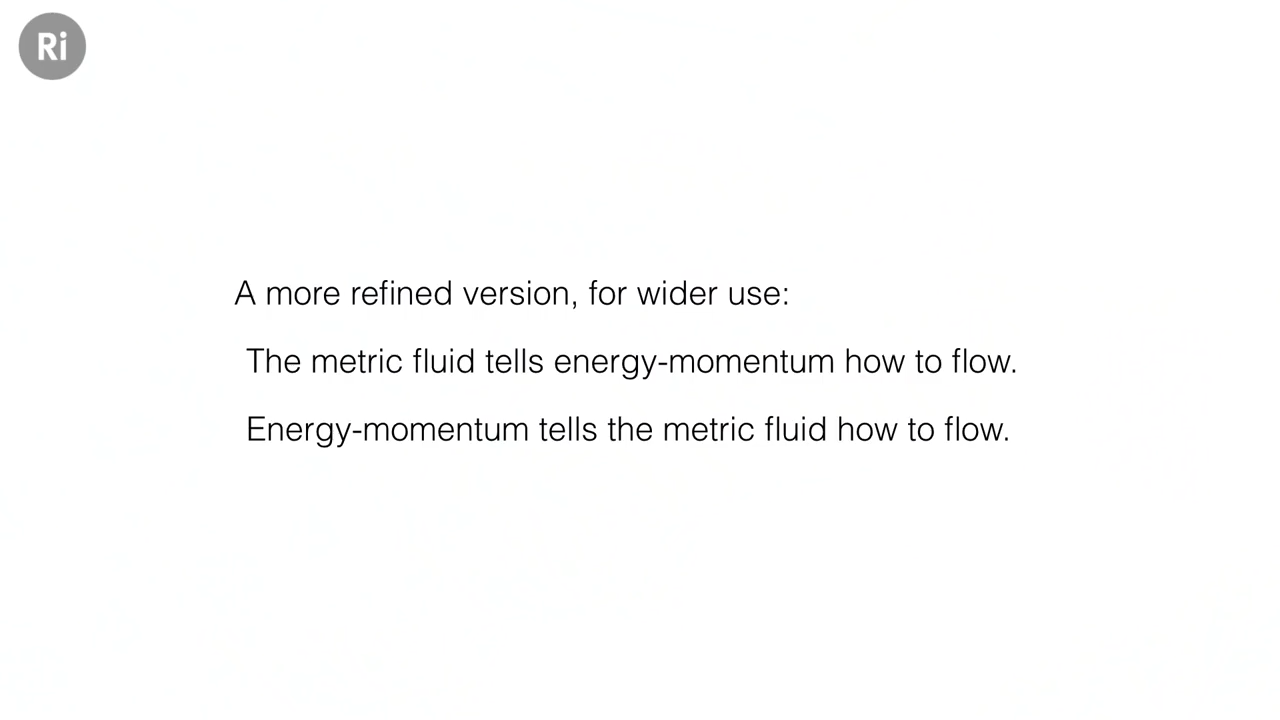 Ri
A more refined version, for wider use:
The metric fluid tells energy-momentum how to flow.
Energy-momentum tells the metric fluid how to flow.